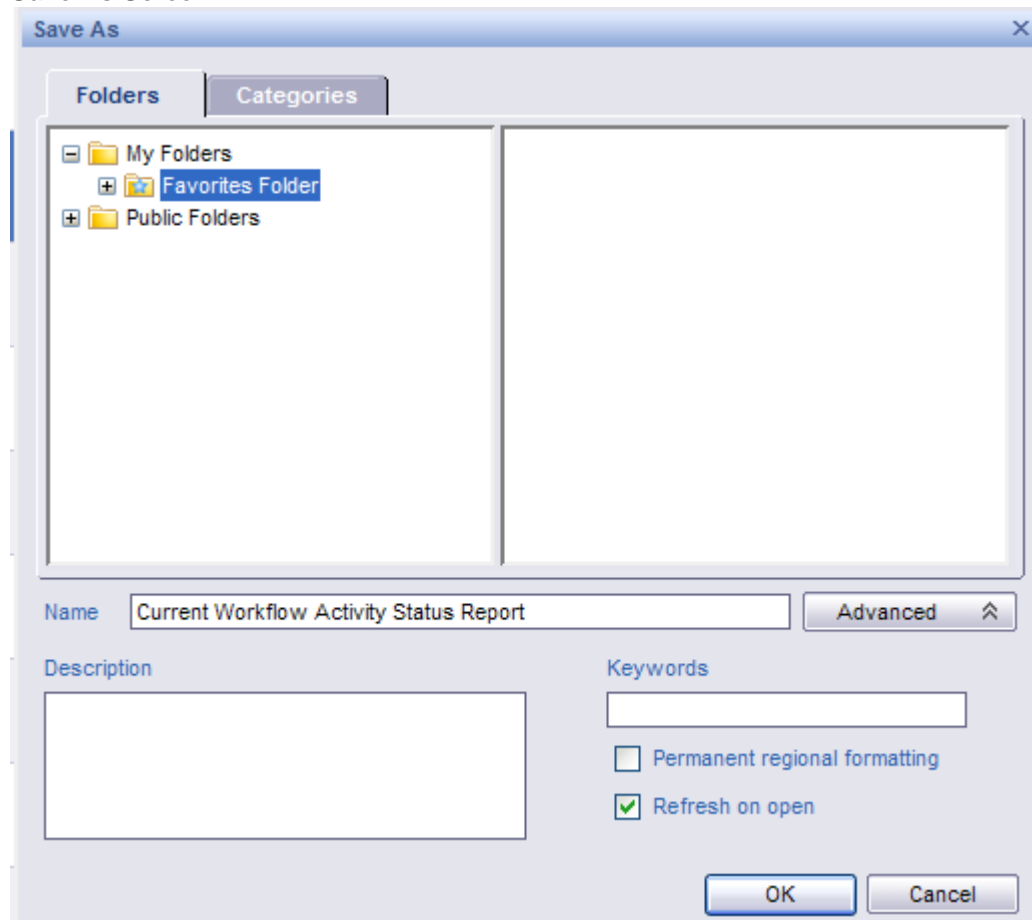 Save As
Folders Categories
My Folders
Favorites Folder
Public Folders
Name Current Workflow Activity Status Report Advanced
Description Keywords
Permanent regional formatting
Refresh on open
OK Cancel